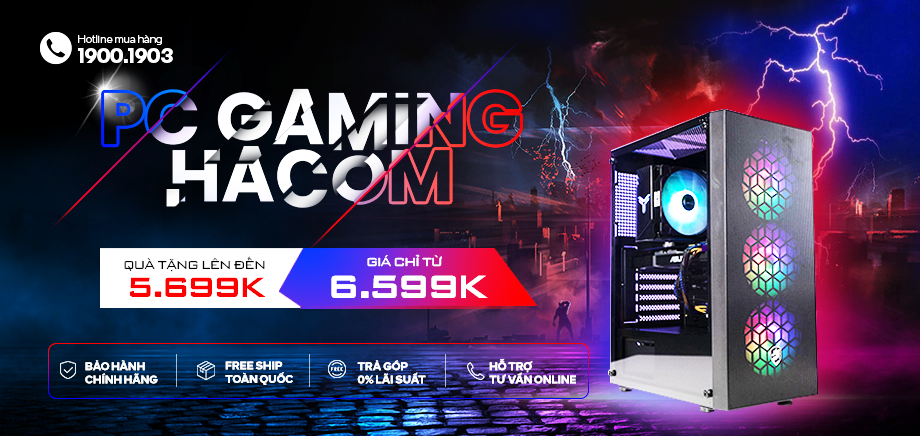 Hotline mua hàng
1900.1903
PC GAMING
HACOM
QUÀ TẶNG LÊN ĐẾN
5.699K
GIÁ CHỈ TỪ
6.599K
BẢO HÀNH
CHÍNH HÃNG
FREE SHIP
TOÀN QUỐC
FREE
TRẢ GÓP
0% LÃI SUẤT
HỖ TRỢ
TƯ VẤN ONLINE